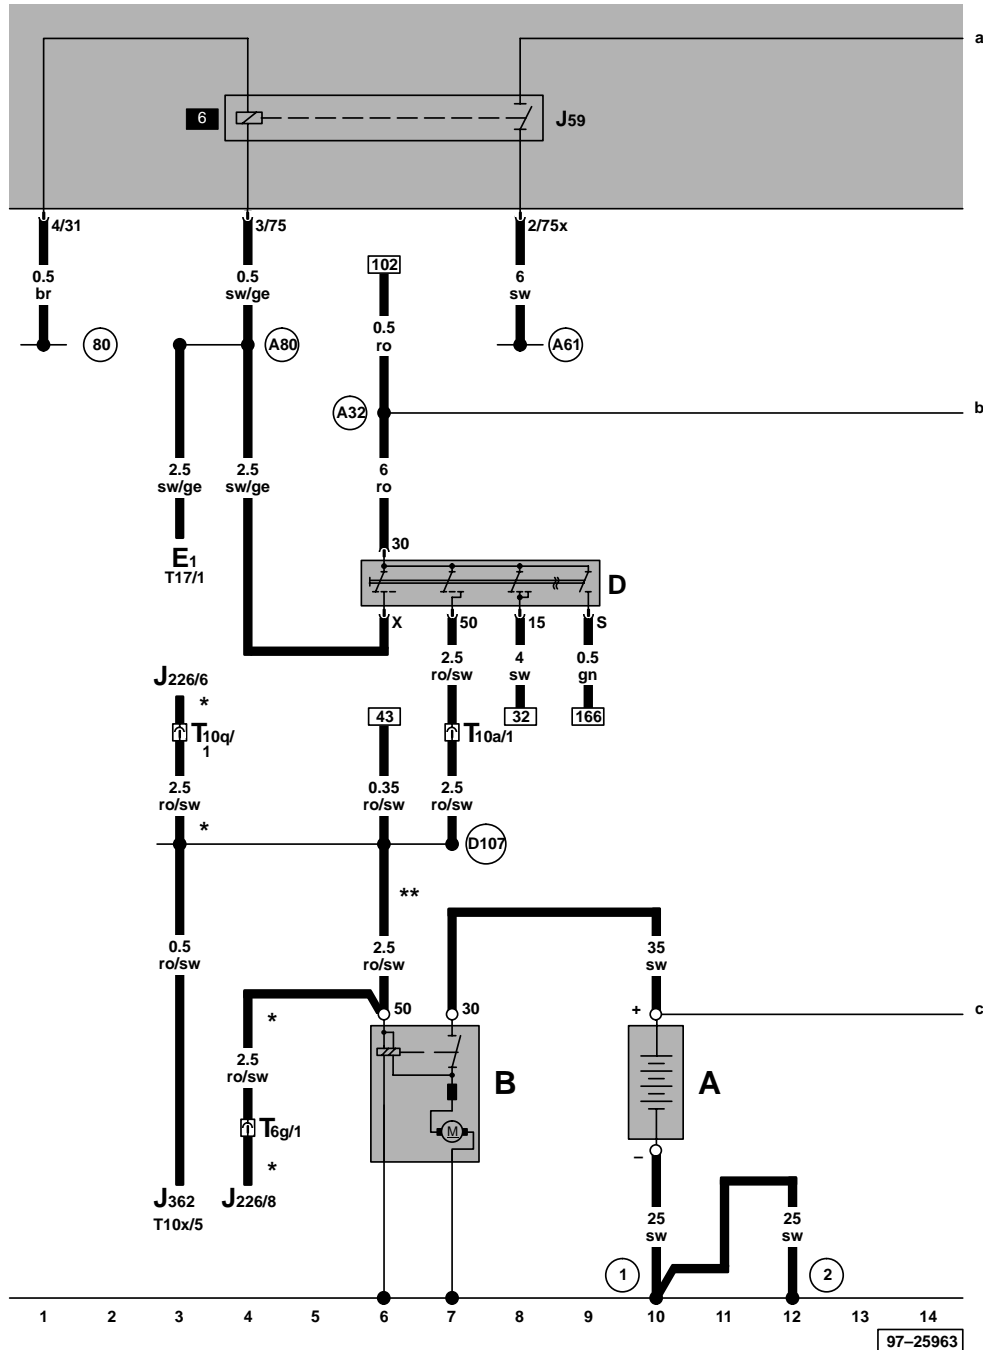 a
6
J59
4/31
3/75
2/75x
102
0.5
br
0.5
sw/ge
6
sw
0.5
ro
80
A80
A61
A32
b
2.5
sw/ge
2.5
sw/ge
6
ro
30
E1
T17/1
D
X
50
15
S
2.5
ro/sw
4
sw
0.5
gn
J226/6
*
43
32
166
T10q/
1
T10a/1
2.5
ro/sw
0.35
ro/sw
2.5
ro/sw
*
D107
**
0.5
ro/sw
2.5
ro/sw
35
sw
50
30
+
c
*
2.5
ro/sw
B
A
T6g/1
M
*
–
J362
T10x/5
J226/8
25
sw
25
sw
1
2
1 2 3 4 5 6 7 8 9 10 11 12 13 14
97–25963